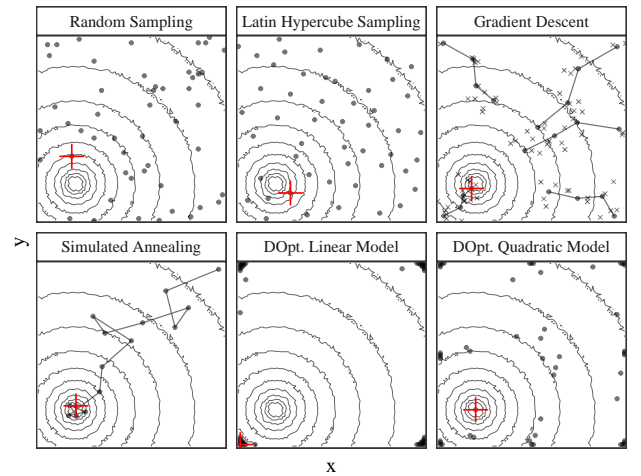 Random Sampling
Latin Hypercube Sampling
Gradient Descent
Simulated Annealing
DOpt. Linear Model
DOpt. Quadratic Model
y
x